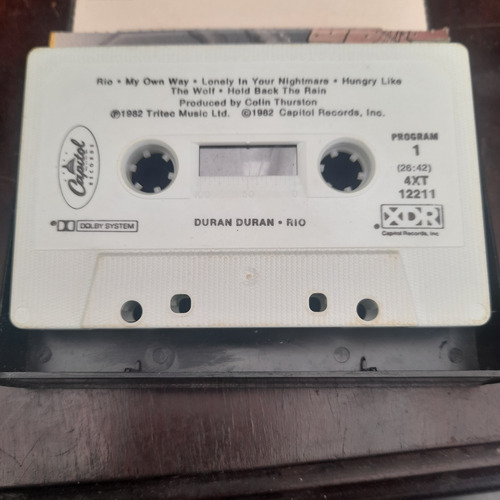 Rio • My Own Way • Lonely In Your Nightmare • Hungry Like
The Wolf • Hold Back The Rain
Produced by Colin Thurston
℗1982 Tritec Music Ltd. ©1982 Capitol Records, Inc.
PROGRAM
1
(26:42)
4XT
12211
Capitol
RECORDS
DOLBY SYSTEM
DURAN DURAN • RIO
XDR
Capitol Records, Inc